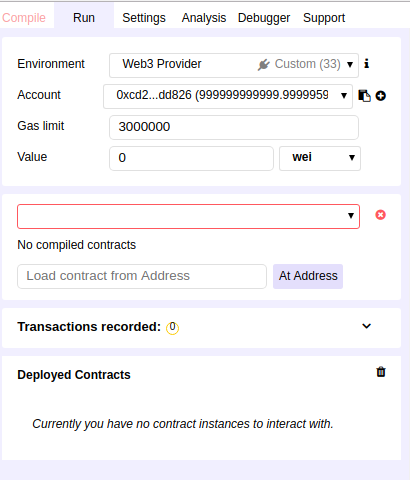 Compile Run Settings Analysis Debugger Support
Environment Web3 Provider Custom (33)
Account 0xcd2...dd826 (999999999999.9999959
Gas limit 3000000
Value 0 wei
No compiled contracts
Load contract from Address At Address
Transactions recorded: 0
Deployed Contracts
Currently you have no contract instances to interact with.